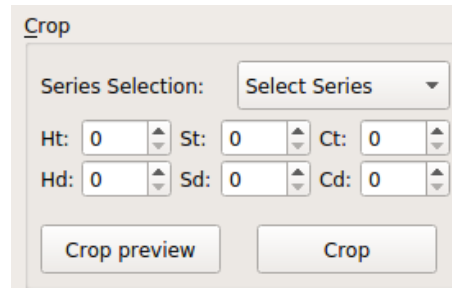 Crop
Series Selection: Select Series
Ht: 0 St: 0 Ct: 0
Hd: 0 Sd: 0 Cd: 0
Crop preview Crop